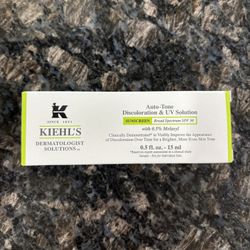 K
SINCE 1851
KIEHL'S
DERMATOLOGIST
SOLUTIONS™
Auto-Tone
Discoloration & UV Solution
SUNSCREEN Broad Spectrum SPF 30
with 0.5% Melanyl
Clinically Demonstrated* to Visibly Improve the Appearance
of Discoloration Over Time for a Brighter, More Even Skin Tone
0.5 fl. oz. - 15 ml